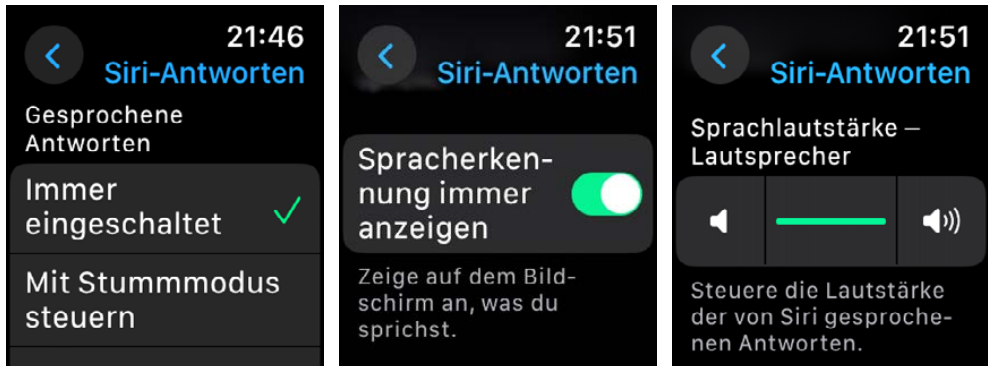 21:46
Siri-Antworten
Gesprochene
Antworten
Immer
eingeschaltet
Mit Stummmodus
steuern
21:51
Siri-Antworten
Spracherken-
nung immer
anzeigen
Zeige auf dem Bild-
schirm an, was du
sprichst.
21:51
Siri-Antworten
Sprachlautstärke –
Lautsprecher
Steuere die Lautstärke
der von Siri gesproche-
nen Antworten.